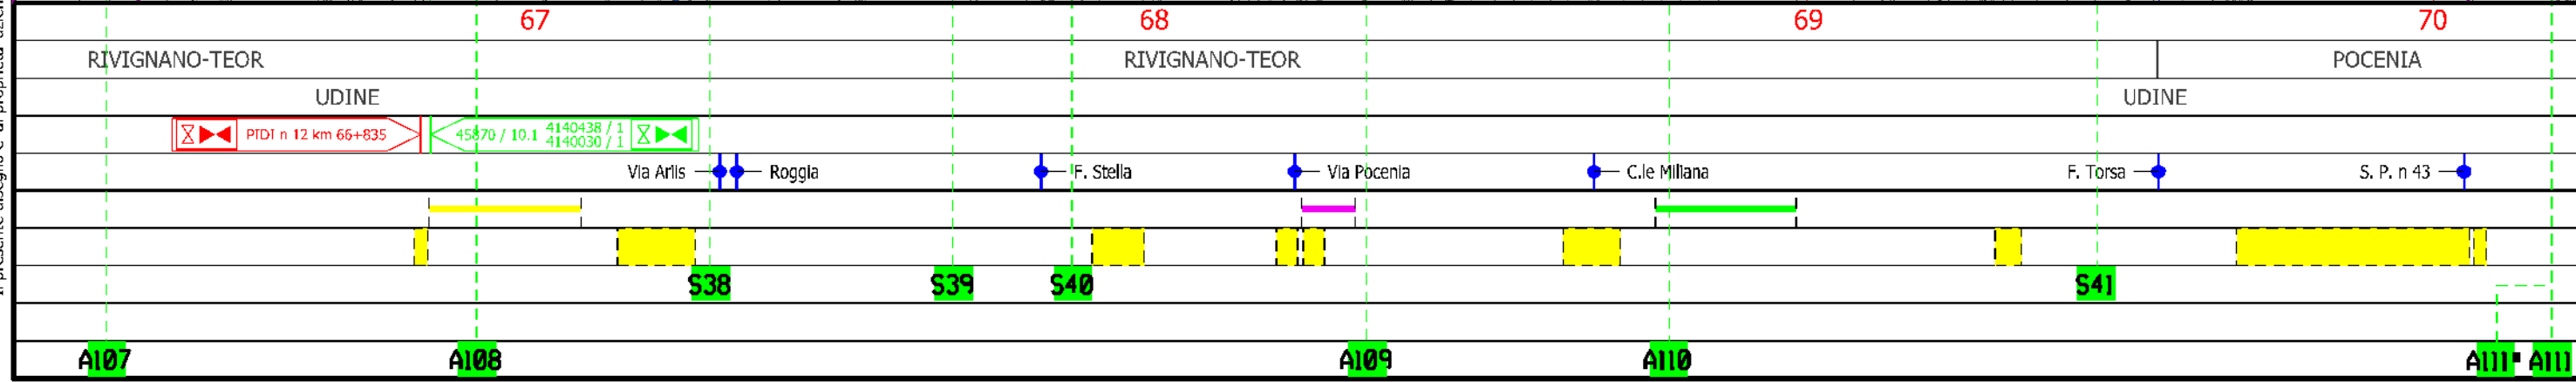 67 68 69 70
RIVIGNANO-TEOR RIVIGNANO-TEOR POCENIA
UDINE UDINE
PIDI n 12 km 66+835 45870 / 10.1 4140438 / 1
4140030 / 1
Via Arlis Roggia F. Stella Via Pocenia C.le Miliana F. Torsa S. P. n 43
S38 S39 S40 S41
A107 A108 A109 A110 A111 A111